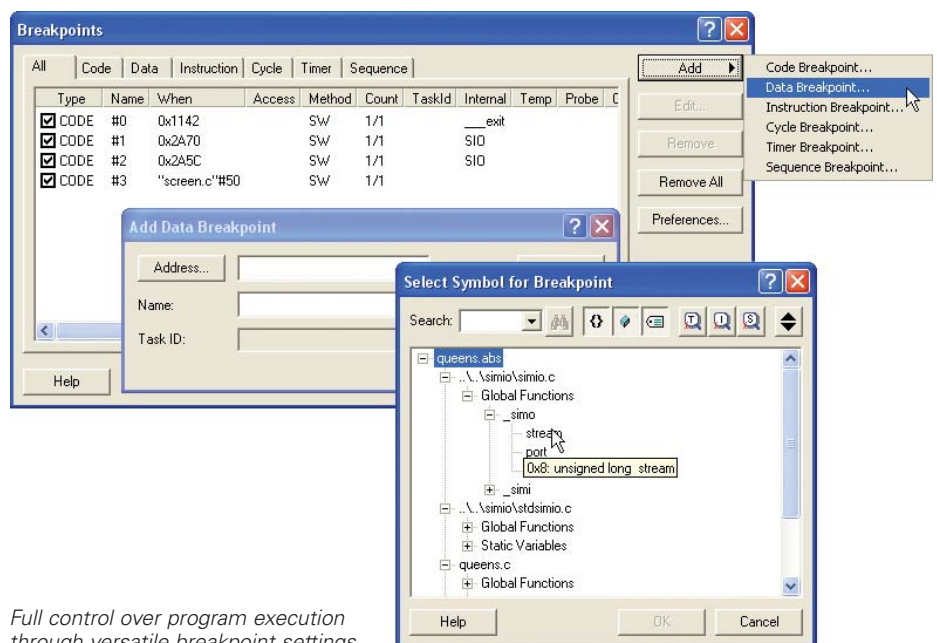 Breakpoints
All Code Data Instruction Cycle Timer Sequence
Type Name When Access Method Count TaskId Internal Temp Probe
CODE #0 0x1142 SW 1/1 ___exit
CODE #1 0x2A70 SW 1/1 SIO
CODE #2 0x2A5C SW 1/1 SIO
CODE #3 "screen.c"#50 SW 1/1
Help
Add
Edit...
Remove
Remove All
Preferences...
Code Breakpoint...
Data Breakpoint...
Instruction Breakpoint...
Cycle Breakpoint...
Timer Breakpoint...
Sequence Breakpoint...
Add Data Breakpoint
Address...
Name:
Task ID:
Select Symbol for Breakpoint
Search:
T I S
queens.abs
..\..\simio\simio.c
Global Functions
_simo
stream
port
0x8: unsigned long stream
_simi
..\..\simio\stdsimio.c
Global Functions
Static Variables
queens.c
Global Functions
Help OK Cancel
Full control over program execution
through versatile breakpoint settings